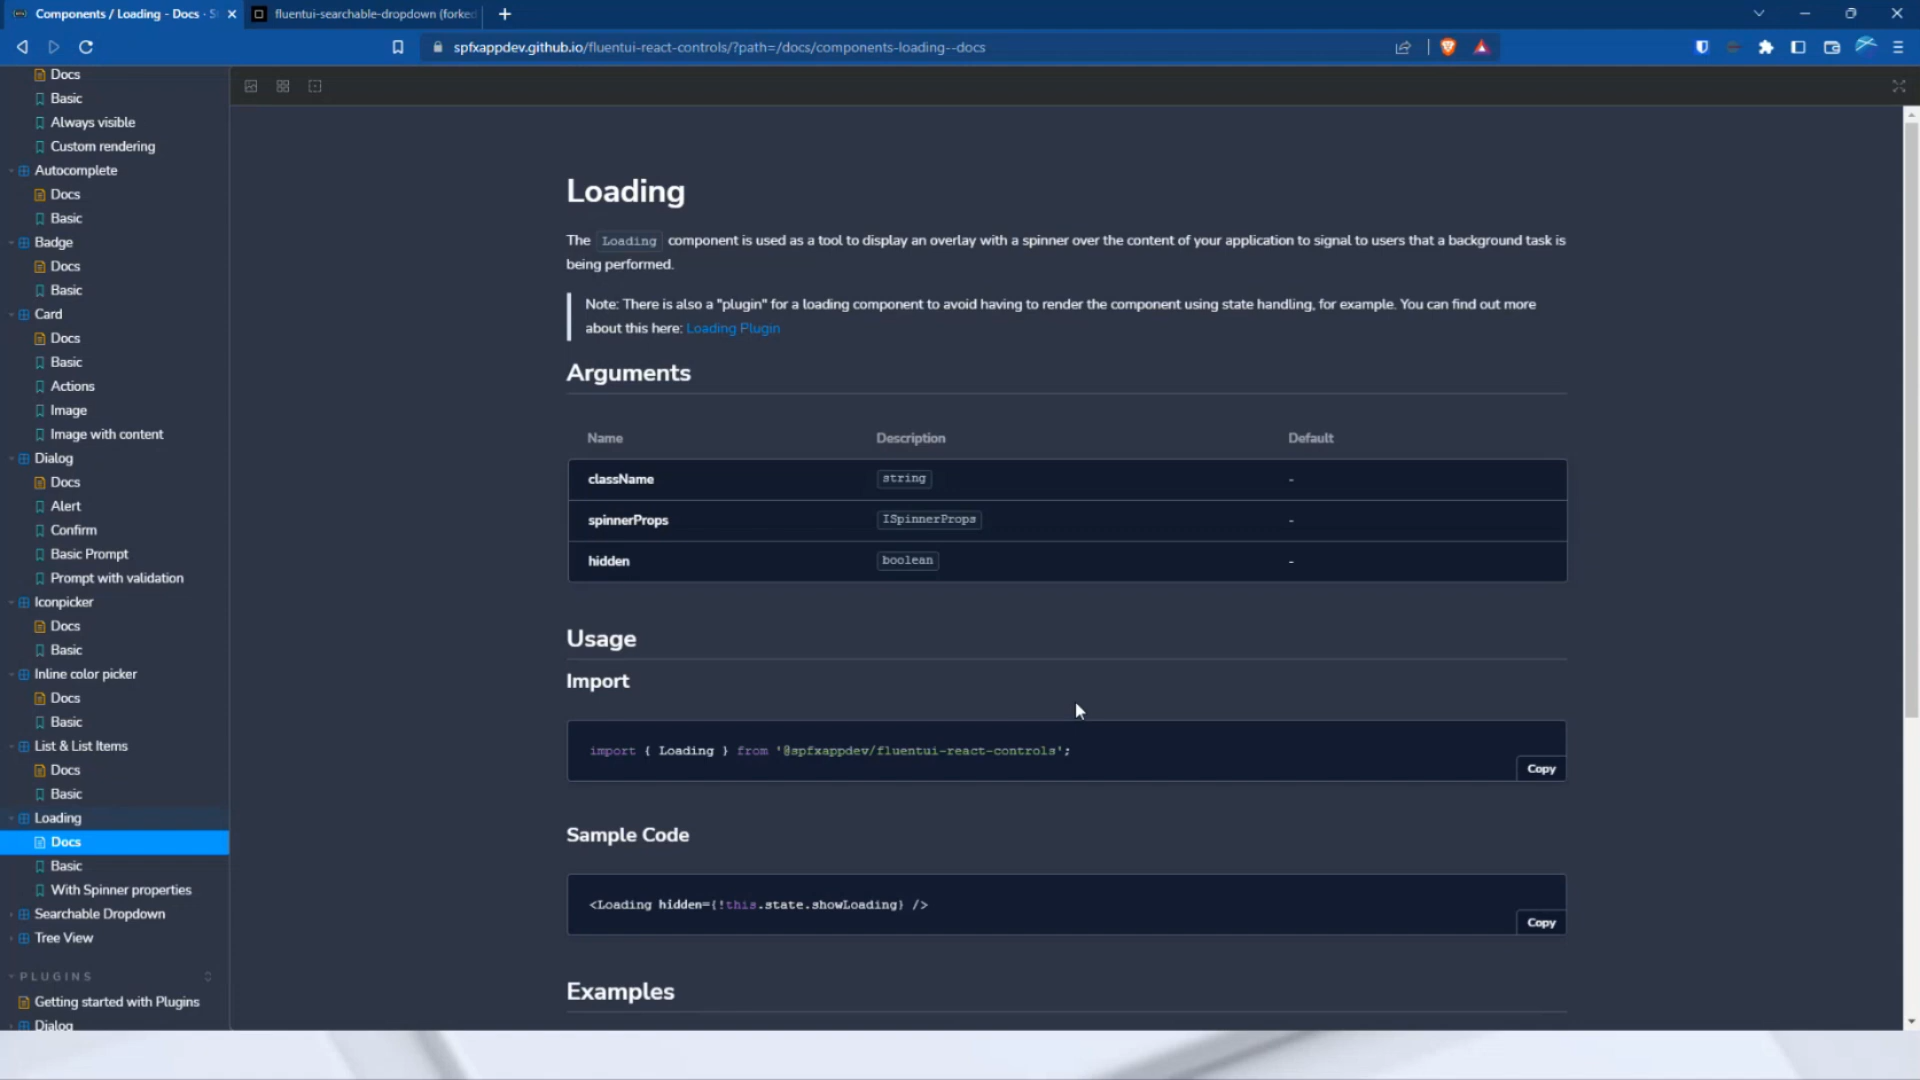 Components / Loading - Docs · S
fluentui-searchable-dropdown (forked
spfxappdev.github.io/fluentui-react-controls/?path=/docs/components-loading--docs
Docs
Basic
Always visible
Custom rendering
Autocomplete
Docs
Basic
Badge
Docs
Basic
Card
Docs
Basic
Actions
Image
Image with content
Dialog
Docs
Alert
Confirm
Basic Prompt
Prompt with validation
Iconpicker
Docs
Basic
Inline color picker
Docs
Basic
List & List Items
Docs
Basic
Loading
Docs
Basic
With Spinner properties
Searchable Dropdown
Tree View
PLUGINS
Getting started with Plugins
Dialog
Loading
The Loading component is used as a tool to display an overlay with a spinner over the content of your application to signal to users that a background task is
being performed.
Note: There is also a "plugin" for a loading component to avoid having to render the component using state handling, for example. You can find out more
about this here: Loading Plugin
Arguments
Name Description Default
className string -
spinnerProps ISpinnerProps -
hidden boolean -
Usage
Import
import { Loading } from '@spfxappdev/fluentui-react-controls';
Copy
Sample Code
<Loading hidden={!this.state.showLoading} />
Copy
Examples